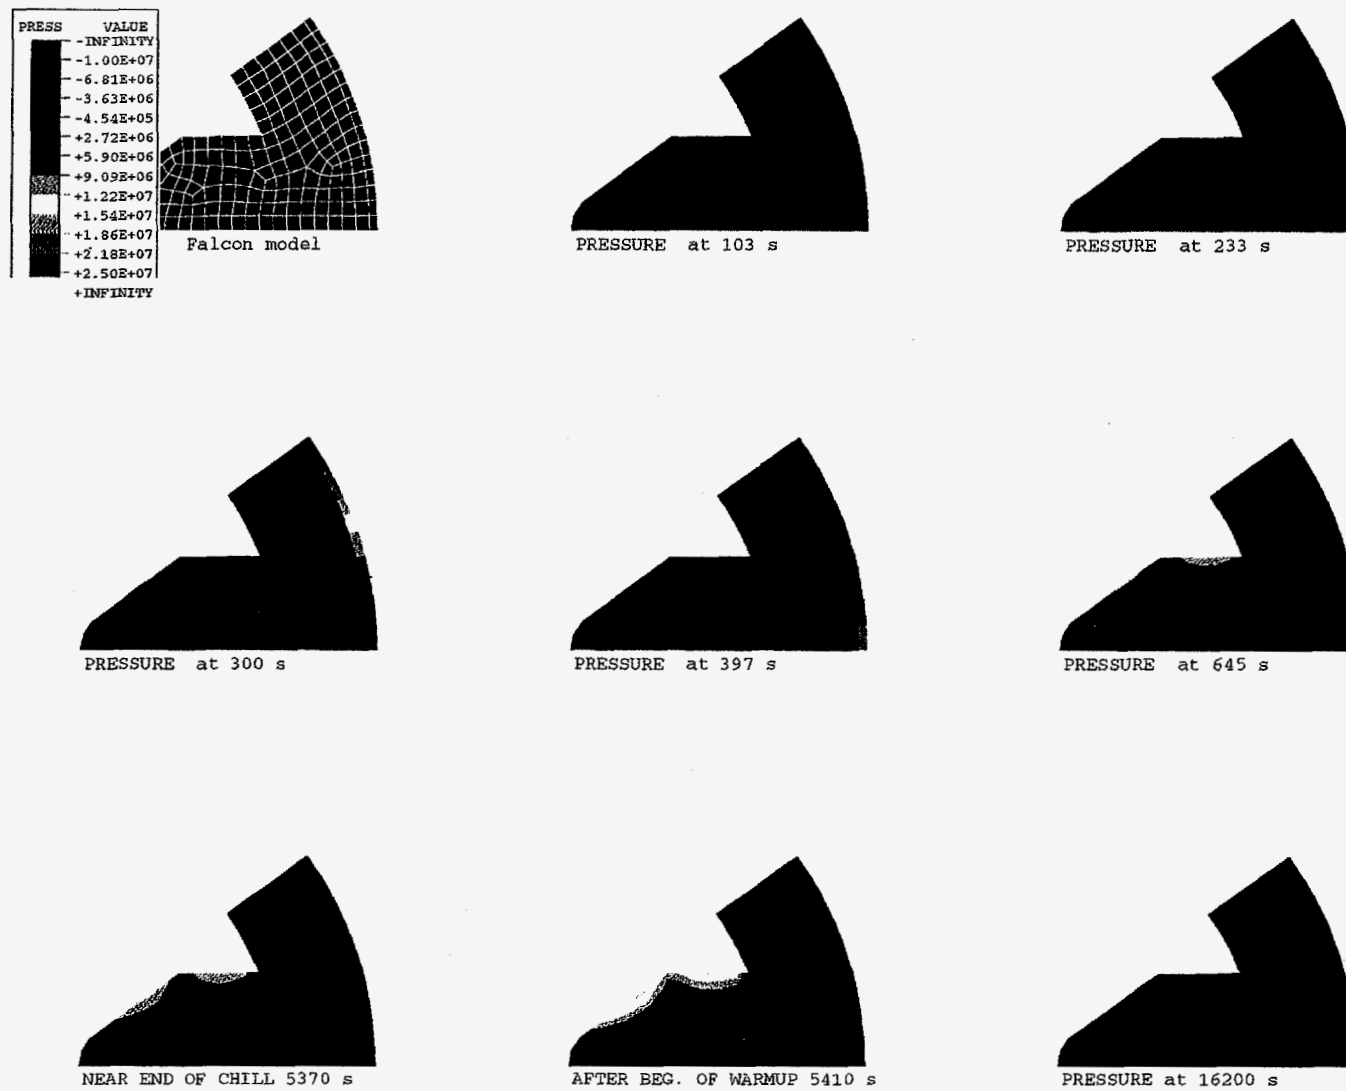 PRESS VALUE
-INFINITY
-1.00E+07
-6.81E+06
-3.63E+06
-4.54E+05
+2.72E+06
+5.90E+06
+9.09E+06
+1.22E+07
+1.54E+07
+1.86E+07
+2.18E+07
+2.50E+07
+INFINITY
Falcon model
PRESSURE at 103 s
PRESSURE at 233 s
PRESSURE at 300 s
PRESSURE at 397 s
PRESSURE at 645 s
NEAR END OF CHILL 5370 s
AFTER BEG. OF WARMUP 5410 s
PRESSURE at 16200 s